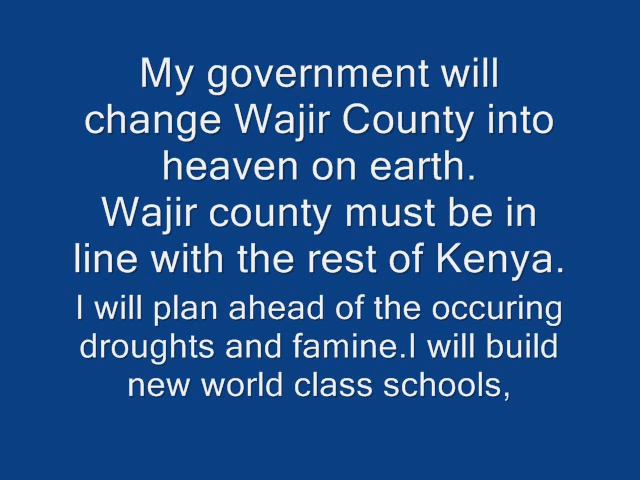 My government will
change Wajir County into
heaven on earth.
Wajir county must be in
line with the rest of Kenya.
I will plan ahead of the occuring
droughts and famine.I will build
new world class schools,